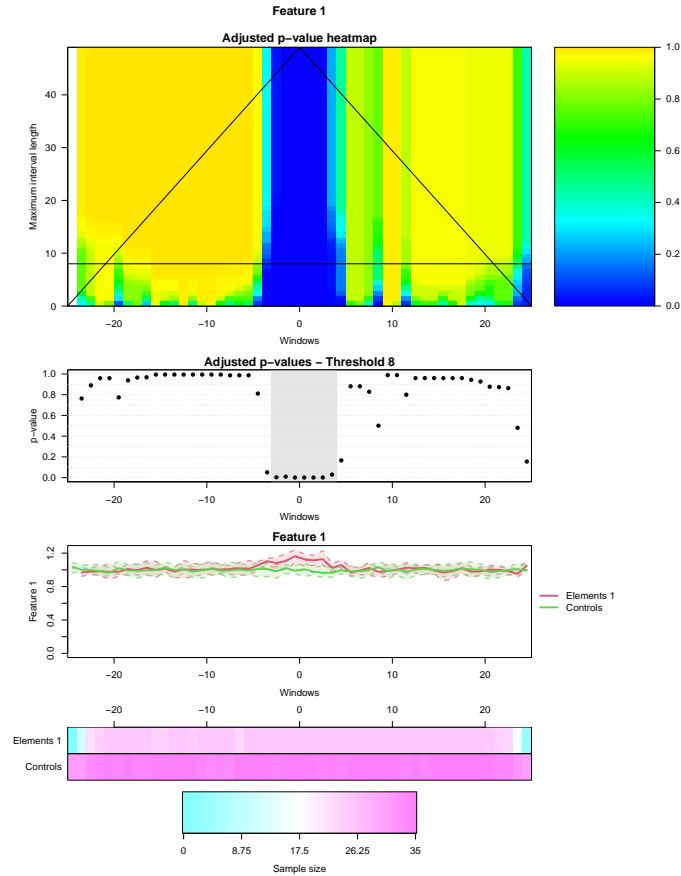 Feature 1
Adjusted p−value heatmap
Maximum interval length
0 10 20 30 40
−20 −10 0 10 20
Windows
0.0 0.2 0.4 0.6 0.8 1.0
Adjusted p−values − Threshold 8
p−value
0.0 0.2 0.4 0.6 0.8 1.0
−20 −10 0 10 20
Windows
Feature 1
Feature 1
0.0 0.4 0.8 1.2
−20 −10 0 10 20
Windows
Elements 1
Controls
−20 −10 0 10 20
Elements 1
Controls
0 8.75 17.5 26.25 35
Sample size